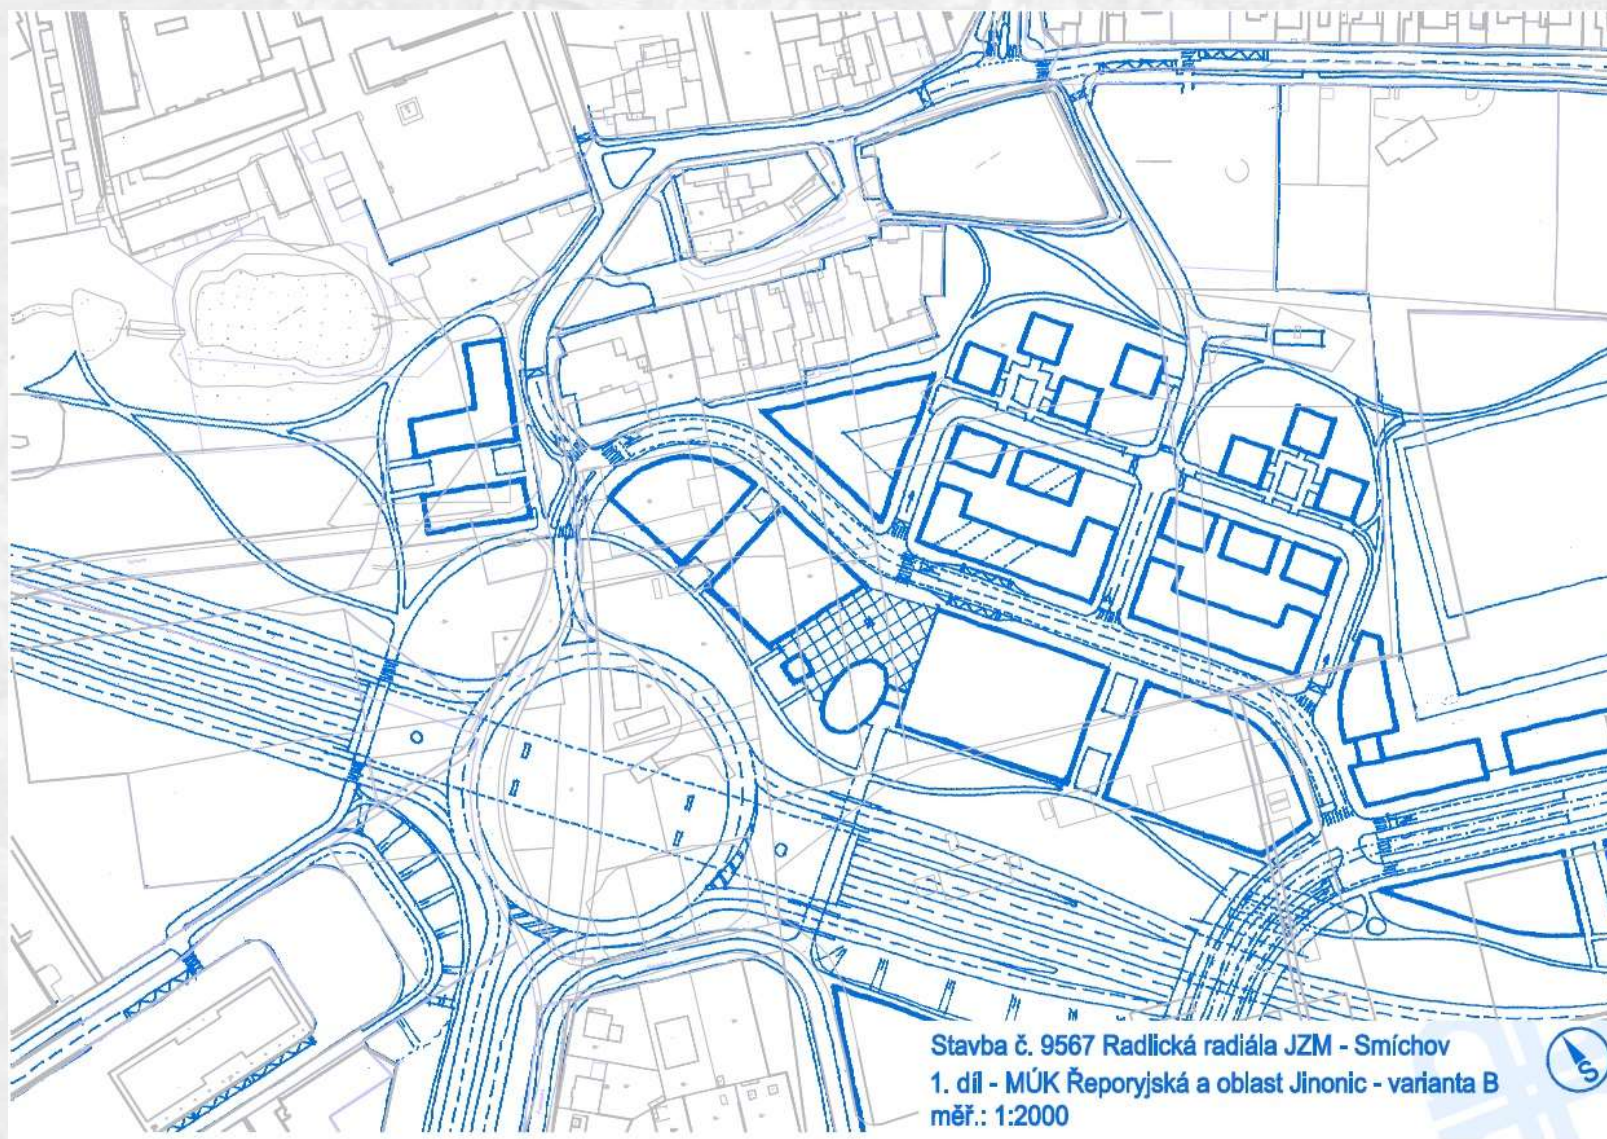 Stavba č. 9567 Radlická radiála JZM - Smíchov
1. díl - MÚK Řeporyjská a oblast Jinonic - varianta B
měř.: 1:2000
S